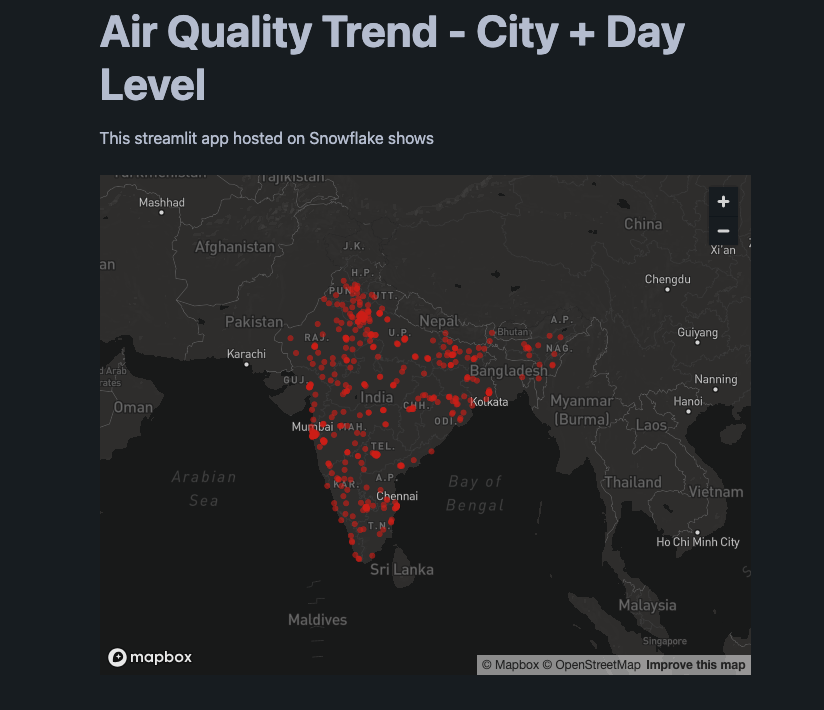 Air Quality Trend - City + Day
Level
This streamlit app hosted on Snowflake shows
Turkmenistan
Tajikistan
Mashhad
China
Afghanistan
J.K.
Xi'an
an
H.P.
Chengdu
PUN.
UTT.
Pakistan
Nepal
A.P.
RAJ.
U.P.
Bhutan
Guiyang
NAG.
Karachi
d Arab
rates
Bangladesh
GUJ.
Nanning
Oman
India
CHH.
Kolkata
Myanmar
(Burma)
Hanoi
Mumbai
MAH.
ODI.
Laos
TEL.
Arabian
Sea
A.P.
KAR.
Bay of
Bengal
Thailand
Vietnam
Chennai
T.N.
Ho Chi Minh City
Sri Lanka
S
Maldives
Malaysia
Singapore
mapbox
© Mapbox © OpenStreetMap Improve this map